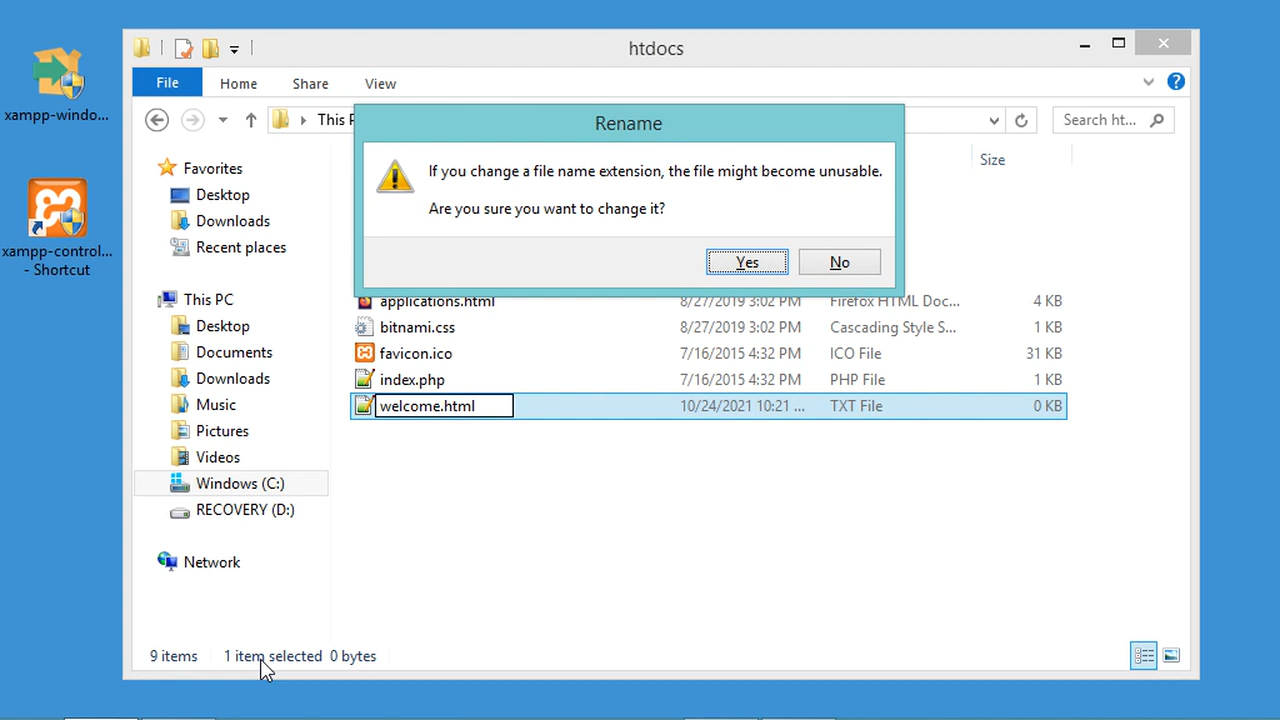 xampp-windo...
xampp-control...
- Shortcut
htdocs
File
Home
Share
View
This P
Search ht...
Rename
If you change a file name extension, the file might become unusable.
Are you sure you want to change it?
Yes
No
Size
Favorites
Desktop
Downloads
Recent places
This PC
Desktop
Documents
Downloads
Music
Pictures
Videos
Windows (C:)
RECOVERY (D:)
Network
applications.html 8/27/2019 3:02 PM Firefox HTML Doc... 4 KB
bitnami.css 8/27/2019 3:02 PM Cascading Style S... 1 KB
favicon.ico 7/16/2015 4:32 PM ICO File 31 KB
index.php 7/16/2015 4:32 PM PHP File 1 KB
welcome.html 10/24/2021 10:21 ... TXT File 0 KB
9 items 1 item selected 0 bytes